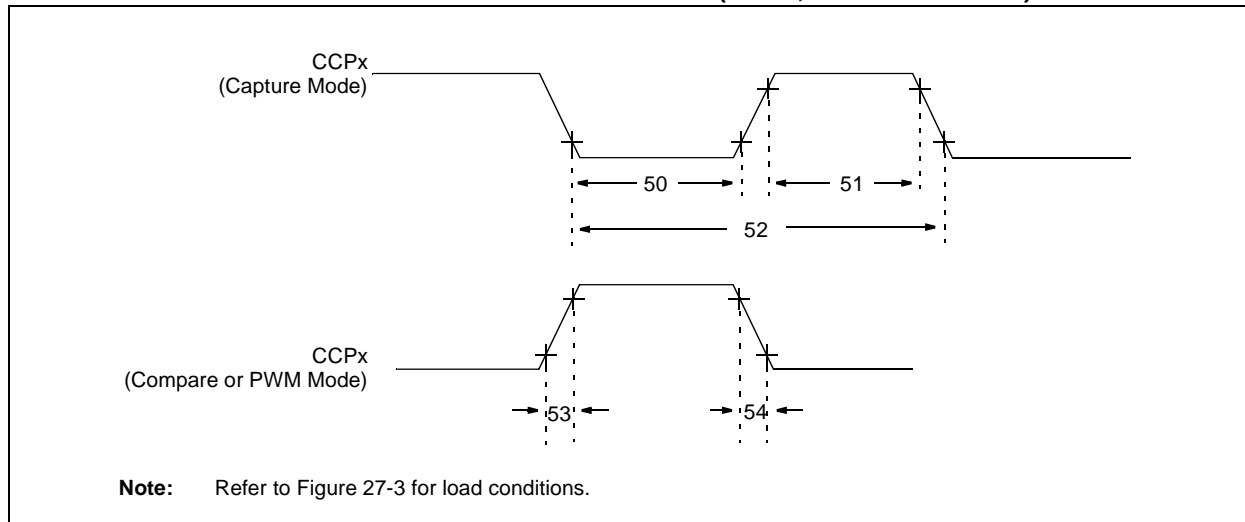 CCPx
(Capture Mode)
50
51
52
CCPx
(Compare or PWM Mode)
53
54
Note: Refer to Figure 27-3 for load conditions.